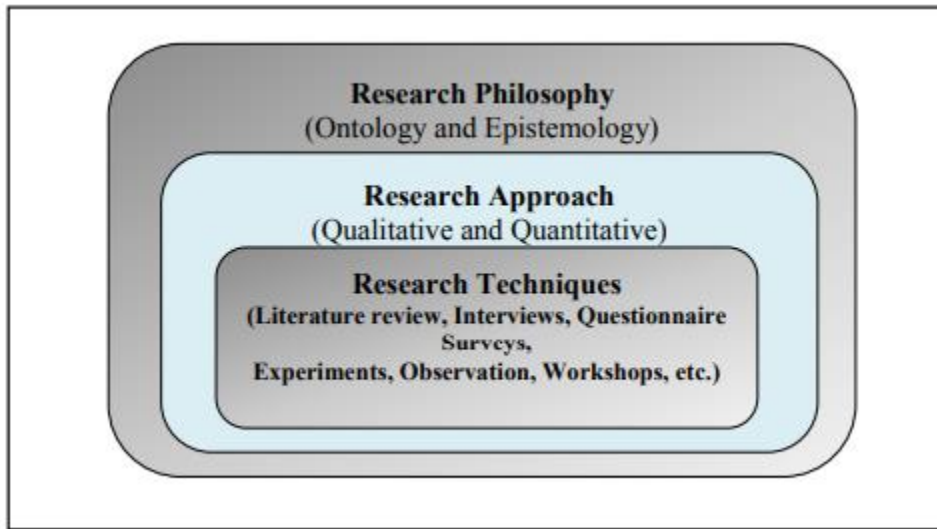 Research Philosophy
(Ontology and Epistemology)
Research Approach
(Qualitative and Quantitative)
Research Techniques
(Literature review, Interviews, Questionnaire
Surveys,
Experiments, Observation, Workshops, etc.)